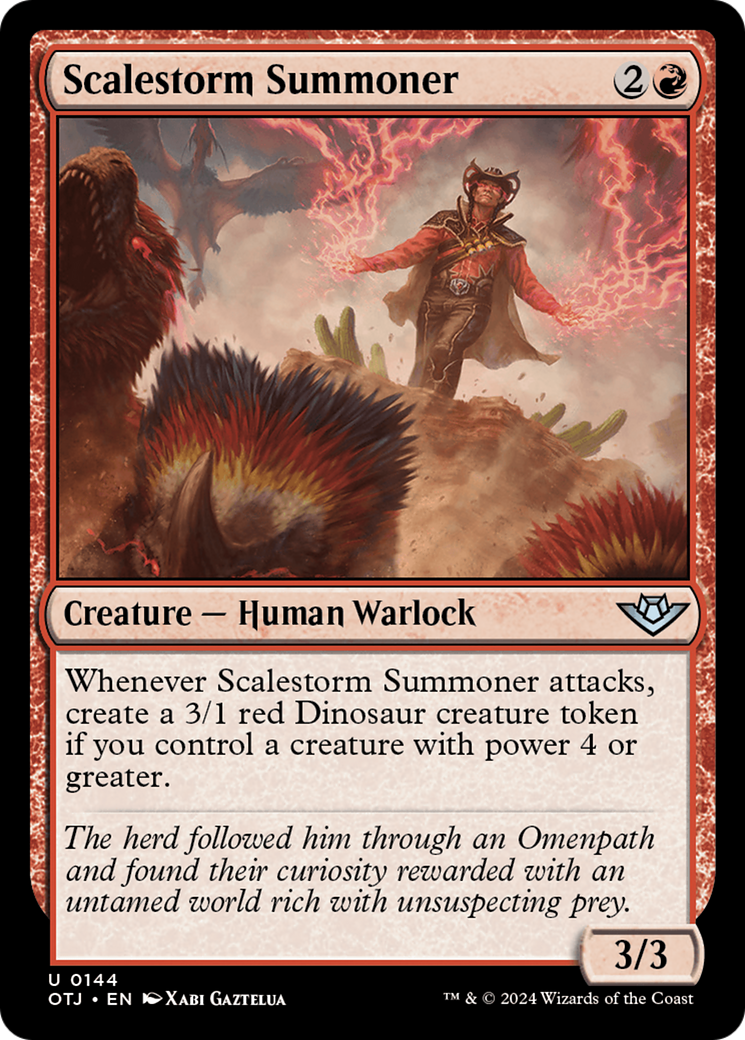 Scalestorm Summoner 2
Creature — Human Warlock
Whenever Scalestorm Summoner attacks,
create a 3/1 red Dinosaur creature token
if you control a creature with power 4 or
greater.
The herd followed him through an Omenpath
and found their curiosity rewarded with an
untamed world rich with unsuspecting prey.
3/3
U 0144
OTJ • EN Xabi Gaztelua
™ & © 2024 Wizards of the Coast